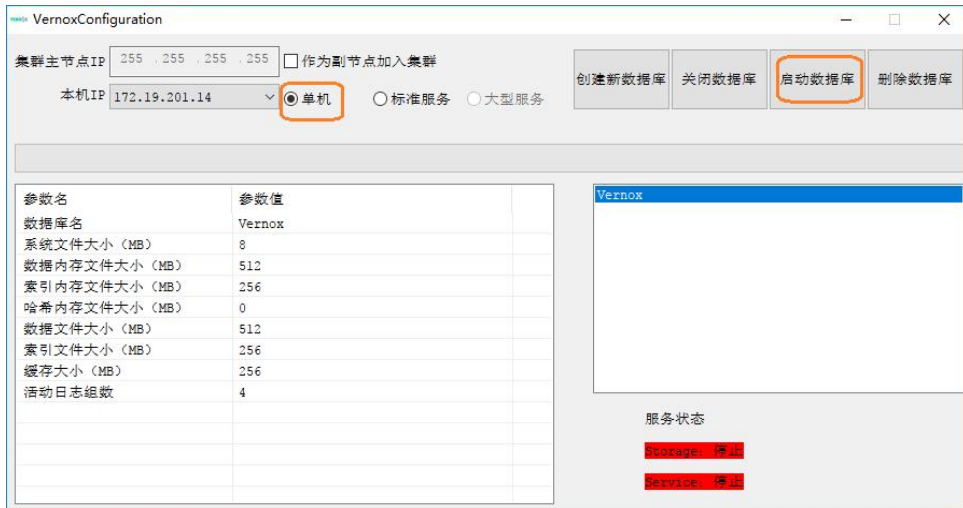 VernoxConfiguration
集群主节点IP 255 .255 .255 .255 作为副节点加入集群
本机IP 172.19.201.14 单机 标准服务 大型服务
创建新数据库 关闭数据库 启动数据库 删除数据库
参数名 参数值
数据库名 Vernox
系统文件大小（MB） 8
数据内存文件大小（MB） 512
索引内存文件大小（MB） 256
哈希内存文件大小（MB） 0
数据文件大小（MB） 512
索引文件大小（MB） 256
缓存大小（MB） 256
活动日志组数 4
Vernox
服务状态
Storage: 停止
Service: 停止